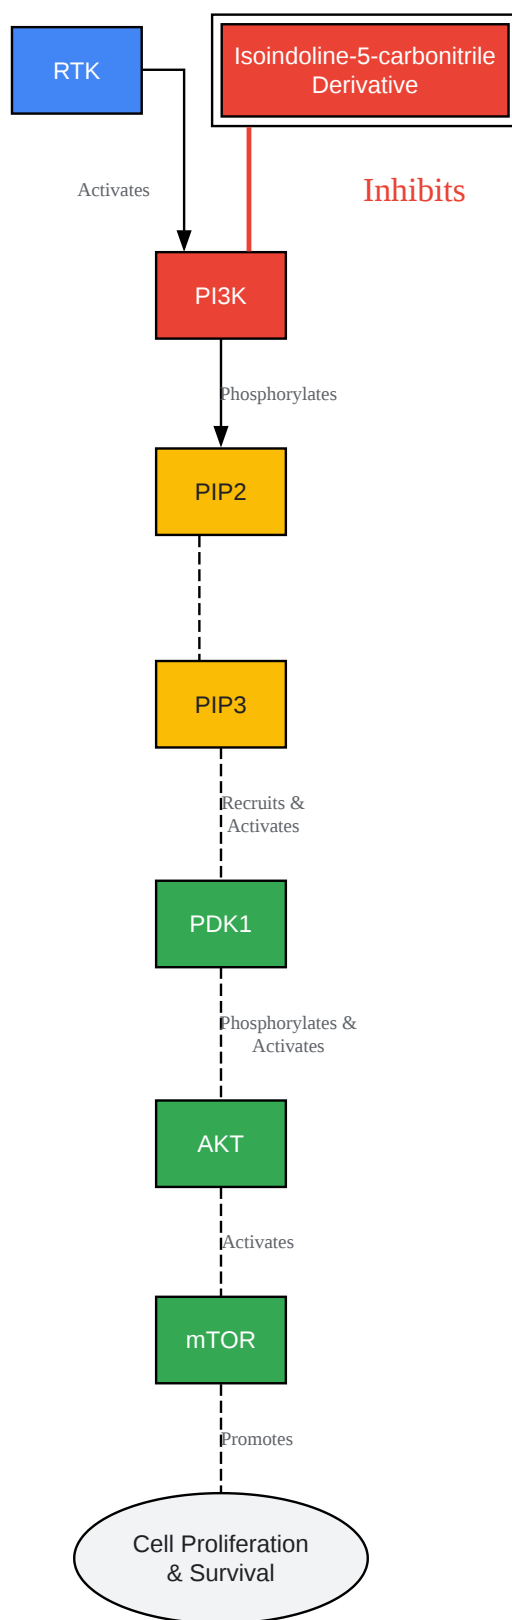 RTK
Isoindoline-5-carbonitrile
Derivative
Activates
Inhibits
PI3K
Phosphorylates
PIP2
PIP3
Recruits &
Activates
PDK1
Phosphorylates &
Activates
AKT
Activates
mTOR
Promotes
Cell Proliferation
& Survival